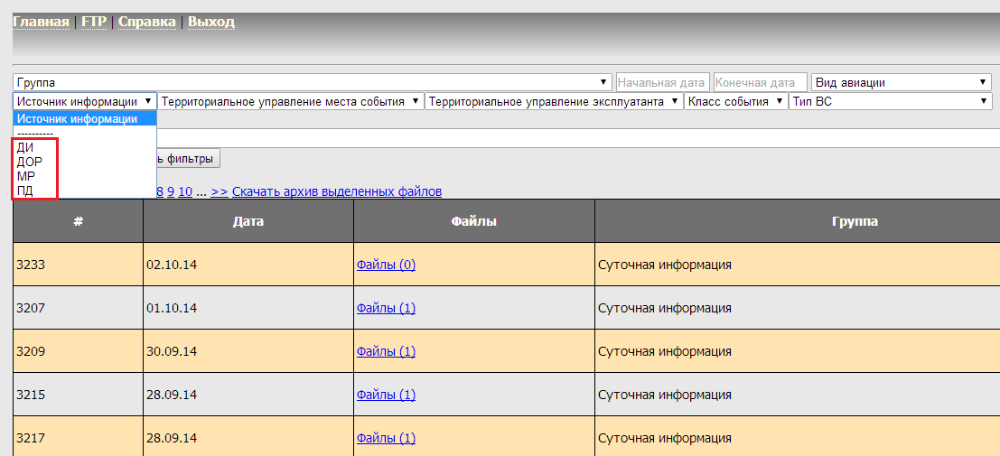 Главная | FTP | Справка | Выход
Группа Начальная дата Конечная дата Вид авиации
Источник информации Территориальное управление места события Территориальное управление эксплуатанта Класс события Тип ВС
Источник информации
----------
ДИ
ДОР
МР
ПД
ь фильтры
8 9 10 ... >> Скачать архив выделенных файлов
# Дата Файлы Группа
3233 02.10.14 Файлы (0) Суточная информация
3207 01.10.14 Файлы (1) Суточная информация
3209 30.09.14 Файлы (1) Суточная информация
3215 28.09.14 Файлы (1) Суточная информация
3217 28.09.14 Файлы (1) Суточная информация